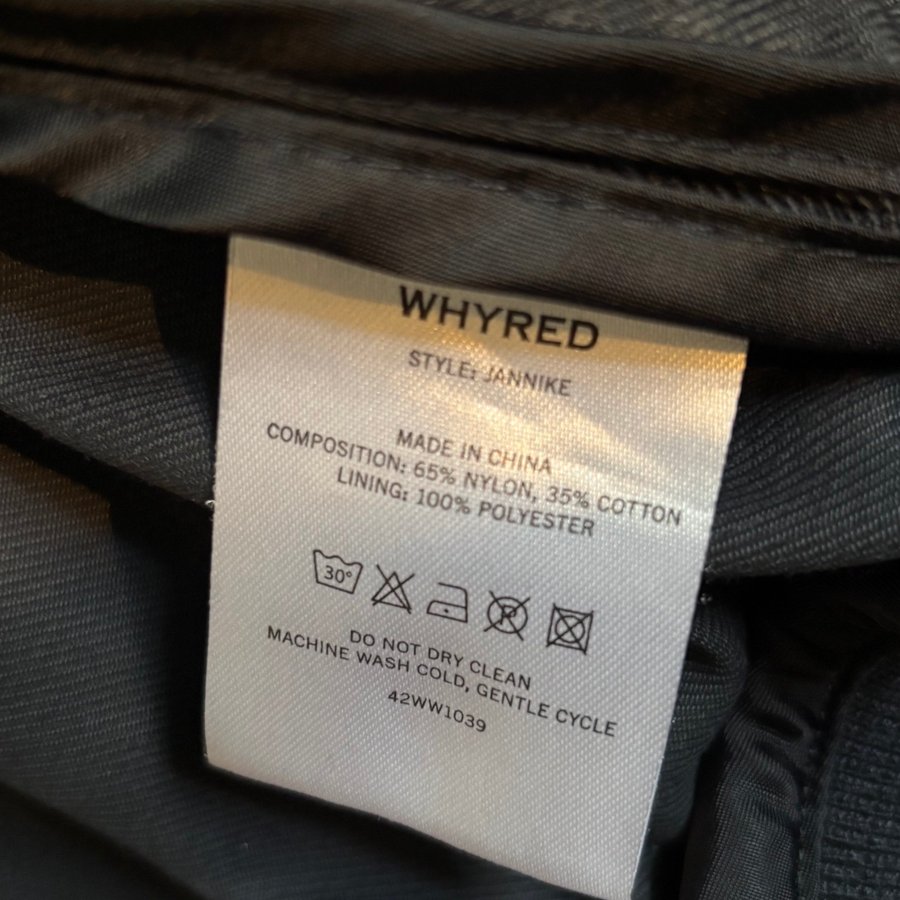 WHYRED
STYLE: JANNIKE
MADE IN CHINA
COMPOSITION: 65% NYLON, 35% COTTON
LINING: 100% POLYESTER
30° P
DO NOT DRY CLEAN
MACHINE WASH COLD, GENTLE CYCLE
42WW1039